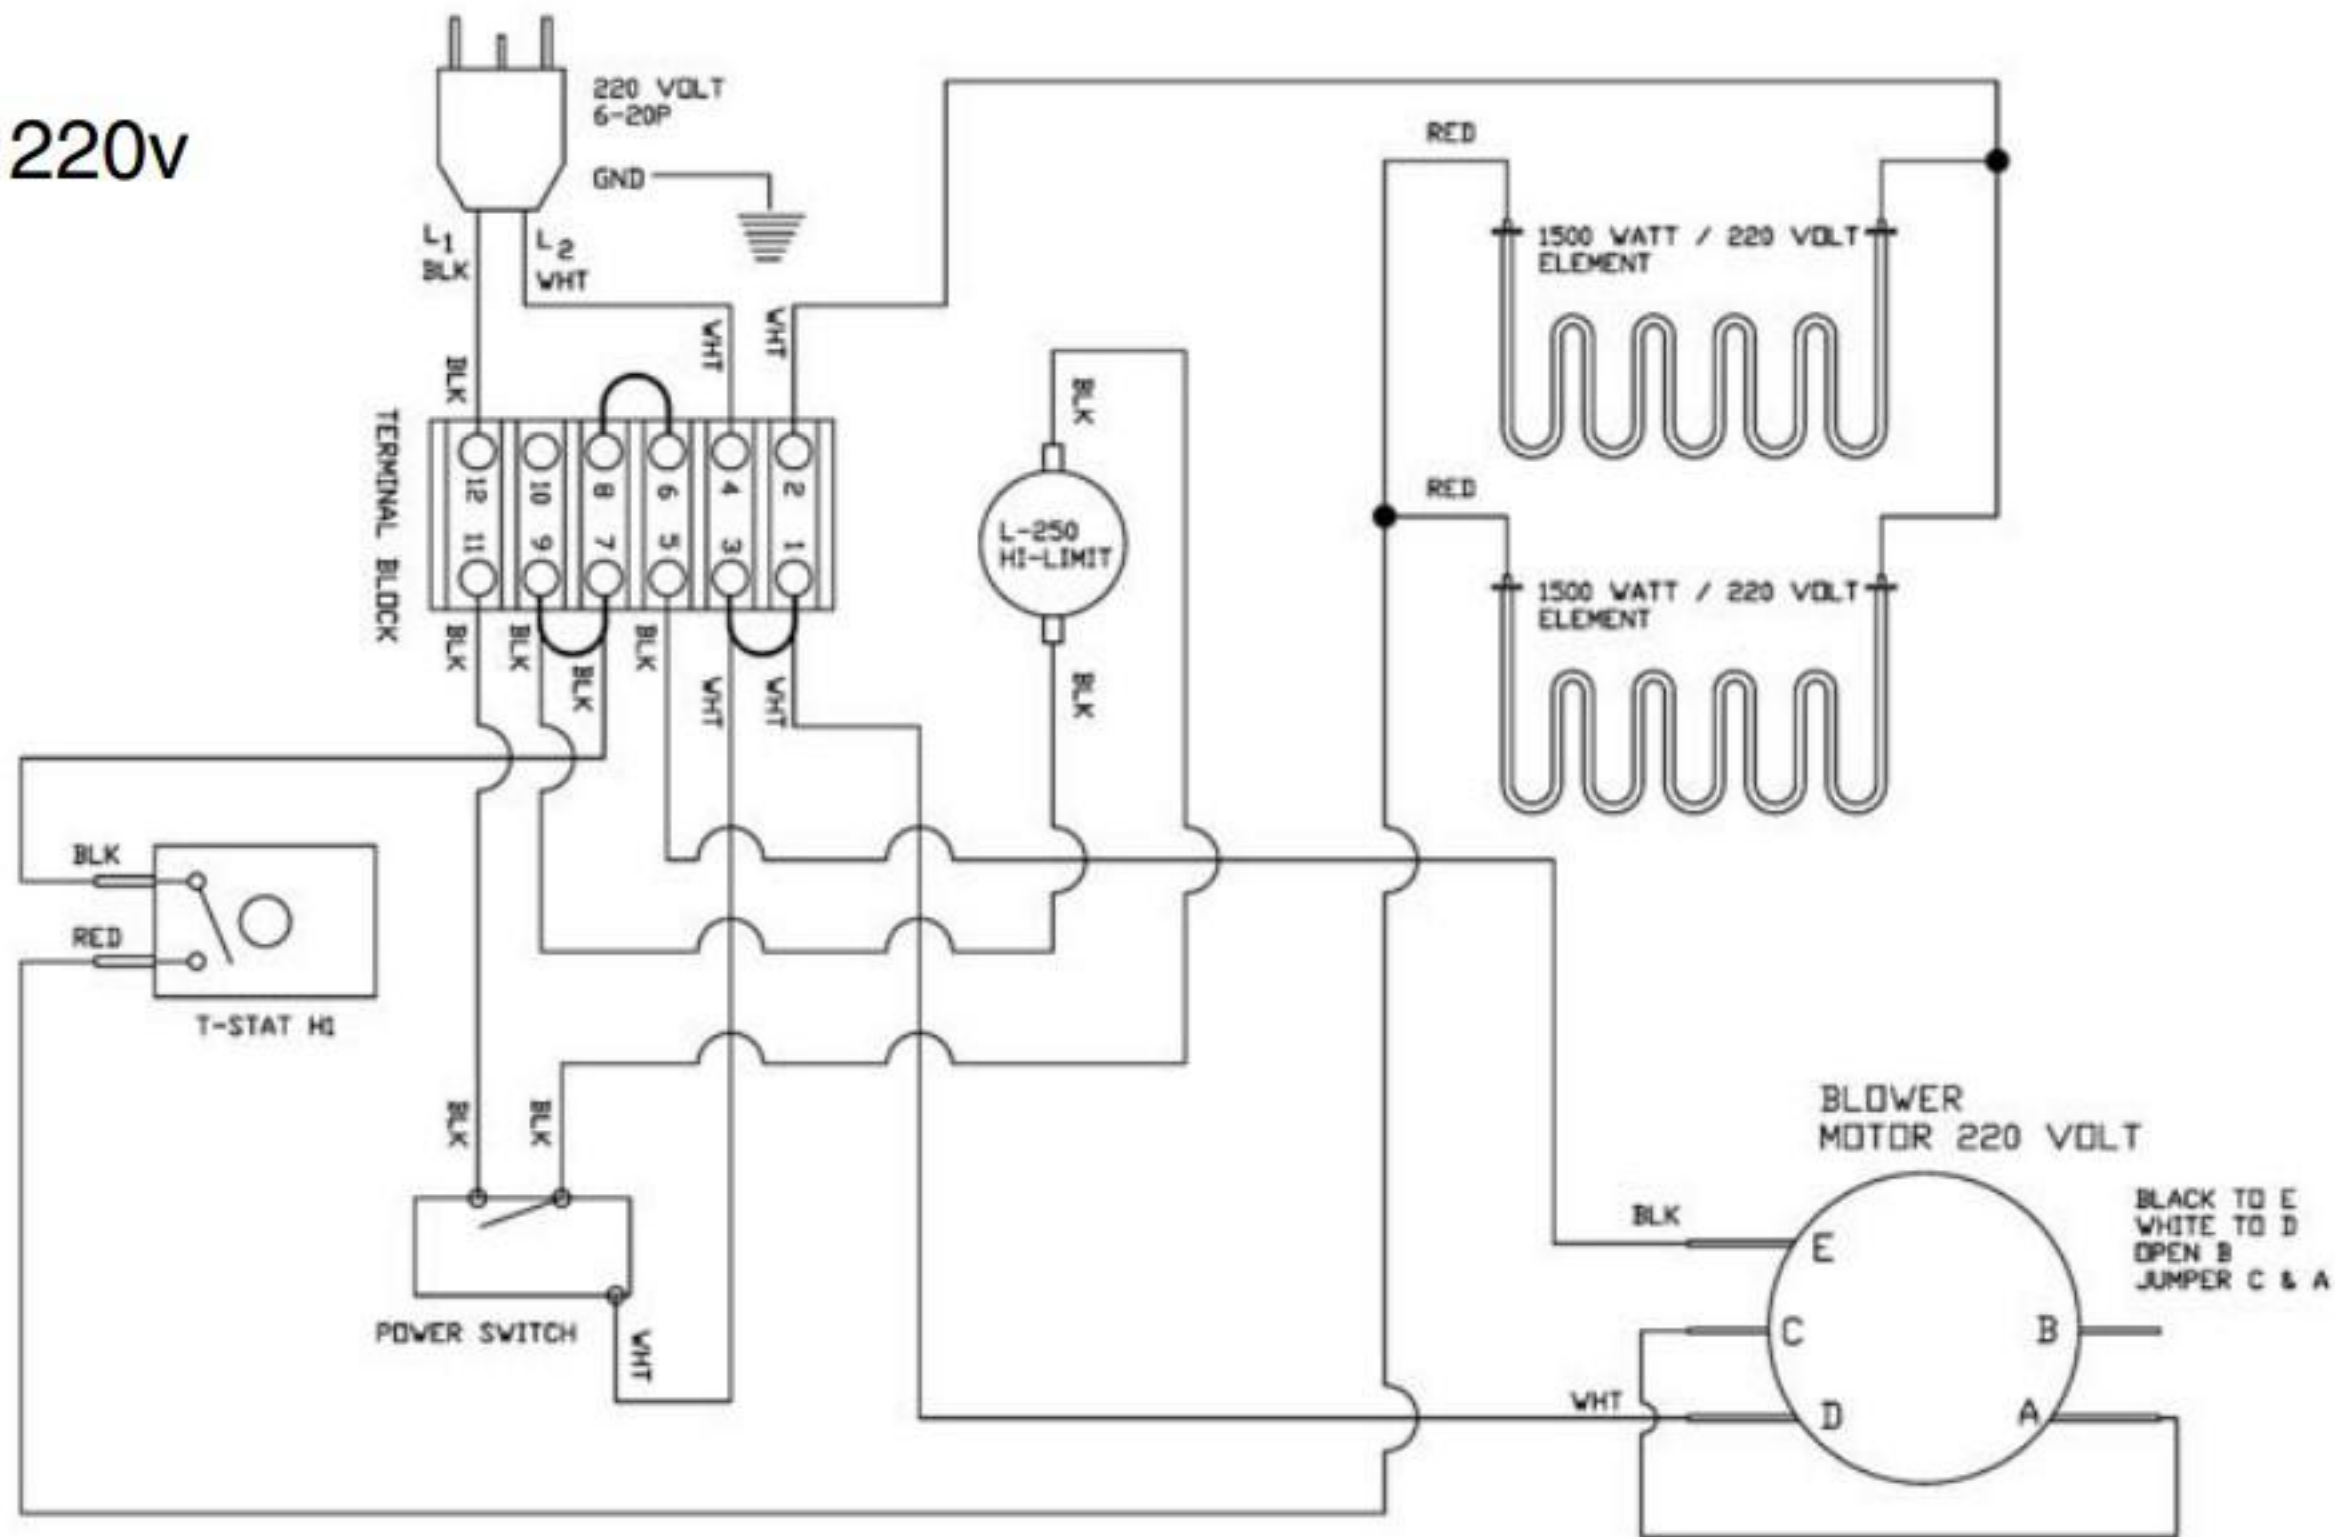 220v
220 VOLT
6-20P
GND
L1
BLK
L2
WHT
BLK
WHT
WHT
TERMINAL BLOCK
12
10
8
6
4
2
11
9
7
5
3
1
BLK
BLK
BLK
BLK
WHT
WHT
BLK
L-250
HI-LIMIT
BLK
RED
1500 WATT / 220 VOLT
ELEMENT
RED
1500 WATT / 220 VOLT
ELEMENT
BLK
RED
T-STAT H1
BLK
BLK
POWER SWITCH
WHT
BLOWER
MOTOR 220 VOLT
BLK
E
C
B
WHT
D
A
BLACK TO E
WHITE TO D
OPEN B
JUMPER C & A